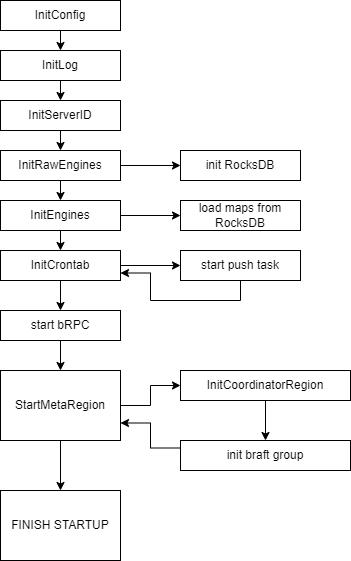 InitConfig
InitLog
InitServerID
InitRawEngines
init RocksDB
InitEngines
load maps from
RocksDB
InitCrontab
start push task
start bRPC
StartMetaRegion
InitCoordinatorRegion
init braft group
FINISH STARTUP